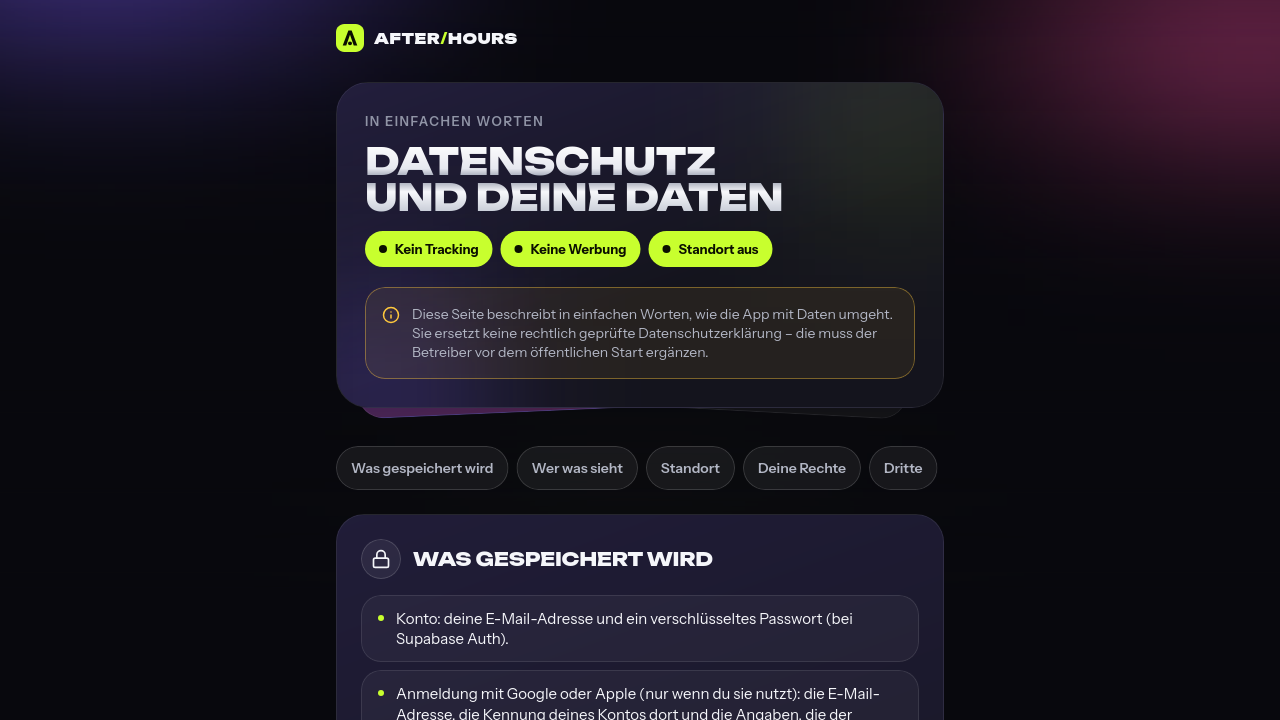 AFTER/HOURS
IN EINFACHEN WORTEN
DATENSCHUTZ
UND DEINE DATEN
Kein Tracking
Keine Werbung
Standort aus
Diese Seite beschreibt in einfachen Worten, wie die App mit Daten umgeht.
Sie ersetzt keine rechtlich geprüfte Datenschutzerklärung – die muss der
Betreiber vor dem öffentlichen Start ergänzen.
Was gespeichert wird
Wer was sieht
Standort
Deine Rechte
Dritte
WAS GESPEICHERT WIRD
Konto: deine E-Mail-Adresse und ein verschlüsseltes Passwort (bei
Supabase Auth).
Anmeldung mit Google oder Apple (nur wenn du sie nutzt): die E-Mail-
Adresse, die Kennung deines Kontos dort und die Angaben, die der